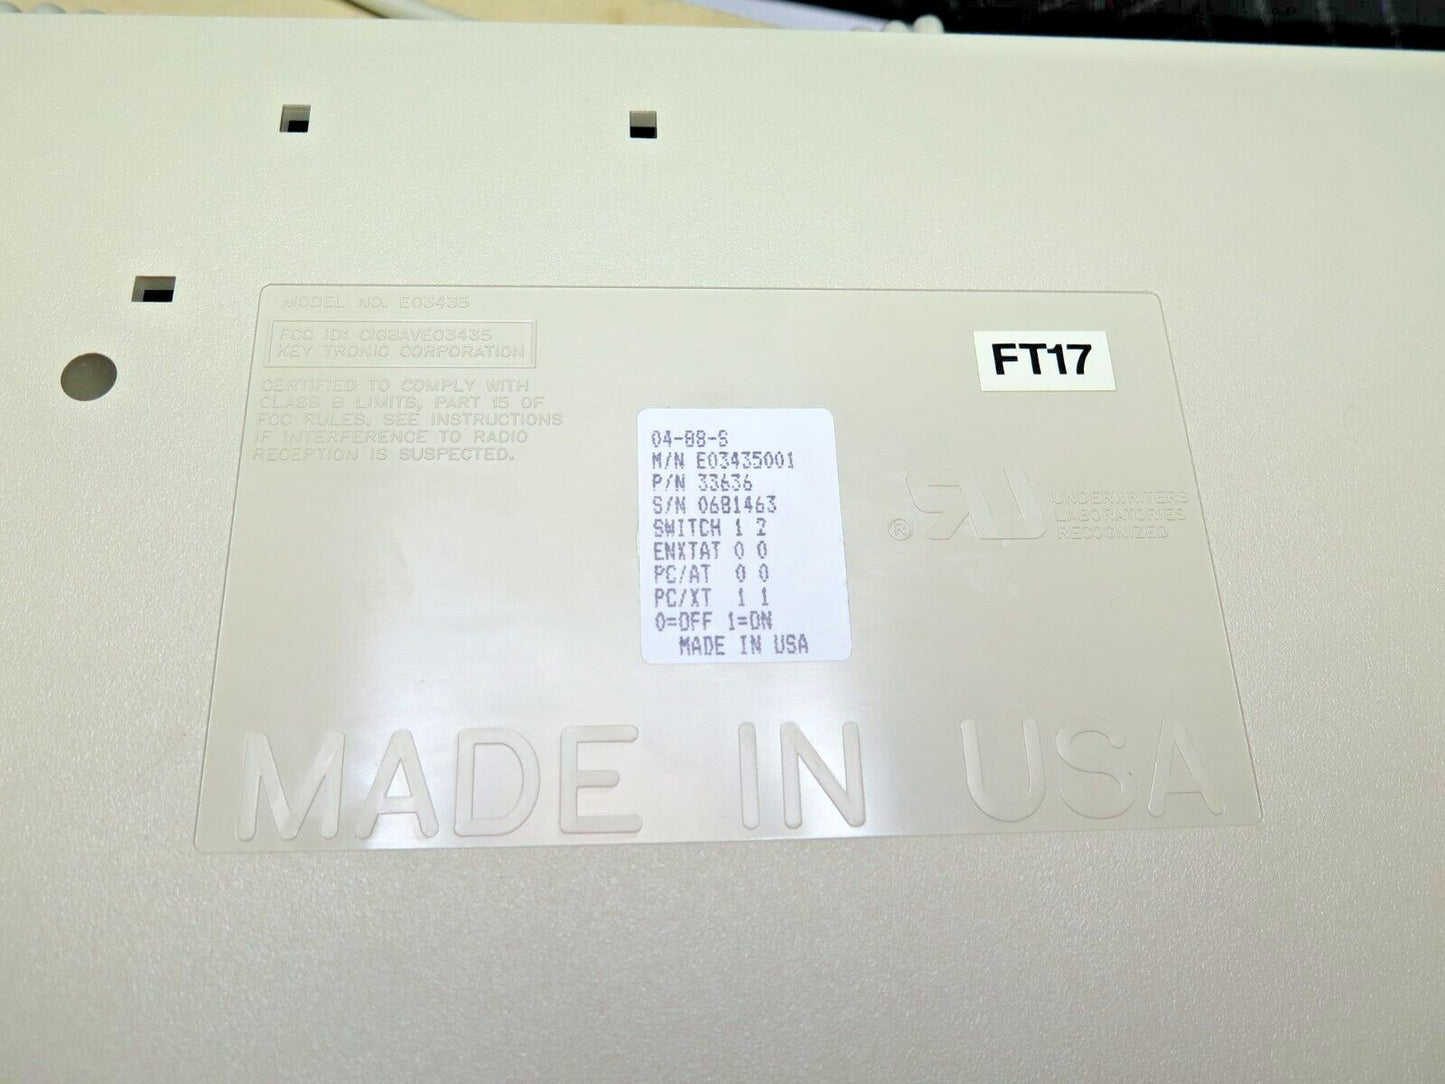 MODEL NO. E03435
FCC ID: CIG8AVE03435
KEY TRONIC CORPORATION
CERTIFIED TO COMPLY WITH
CLASS B LIMITS, PART 15 OF
FCC RULES. SEE INSTRUCTIONS
IF INTERFERENCE TO RADIO
RECEPTION IS SUSPECTED.
FT17
04-88-S
M/N E03435001
P/N 33636
S/N 0681463
SWITCH 1 2
ENXTAT 0 0
PC/AT 0 0
PC/XT 1 1
0=OFF 1=ON
MADE IN USA
®
UNDERWRITERS
LABORATORIES
RECOGNIZED
MADE IN USA